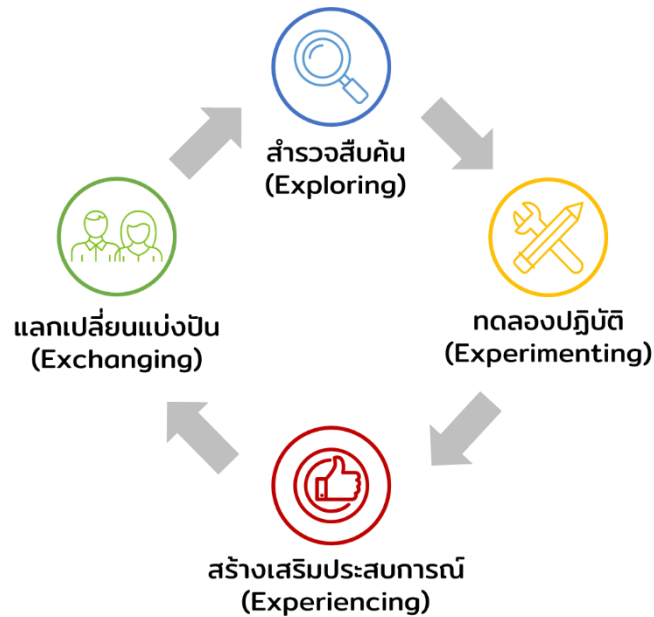 สำรวจสืบค้น
(Exploring)
ทดลองปฏิบัติ
(Experimenting)
สร้างเสริมประสบการณ์
(Experiencing)
แลกเปลี่ยนแบ่งปัน
(Exchanging)